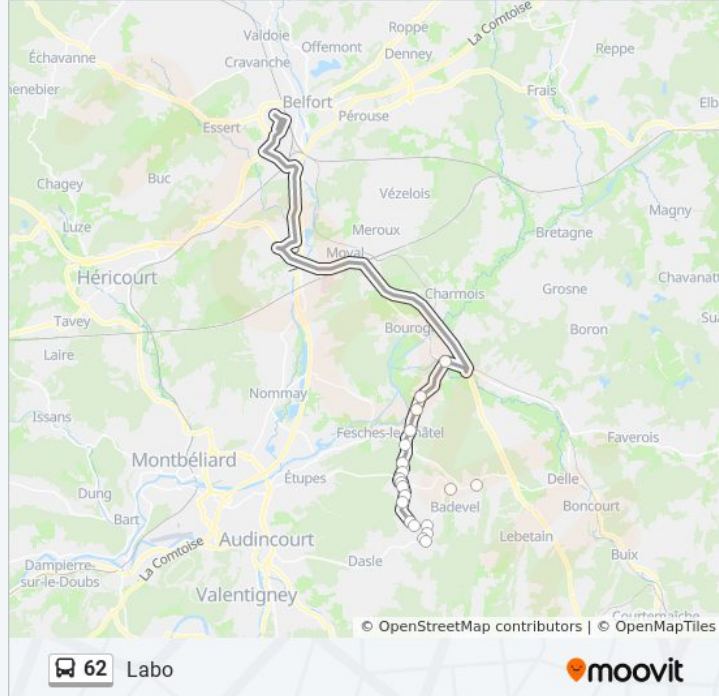 Roppe
Valdoie
Offemont
La Comtoise
Échavanne
Cravanche
Denney
Reppe
henebier
Frais
Belfort
Elb
Essert
Pérouse
Chagey
Buc
Vézelois
Magny
Luze
Meroux
Bretagne
Moval
Héricourt
Chavanatt
Charmois
Grosne
Tavey
Bourog
Boron
Sua
Laire
Nommay
Issans
Fesches-le-Châtel
Faverois
Montbéliard
Étupes
Delle
Dung
Badevel
Boncourt
Bart
Audincourt
Lebetain
Buix
Dampierre-
sur-le-Doubs
La Comtoise
Dasle
Valentigney
Courtemaîche
© OpenStreetMap contributors | © OpenMapTiles
62 Labo
moovit